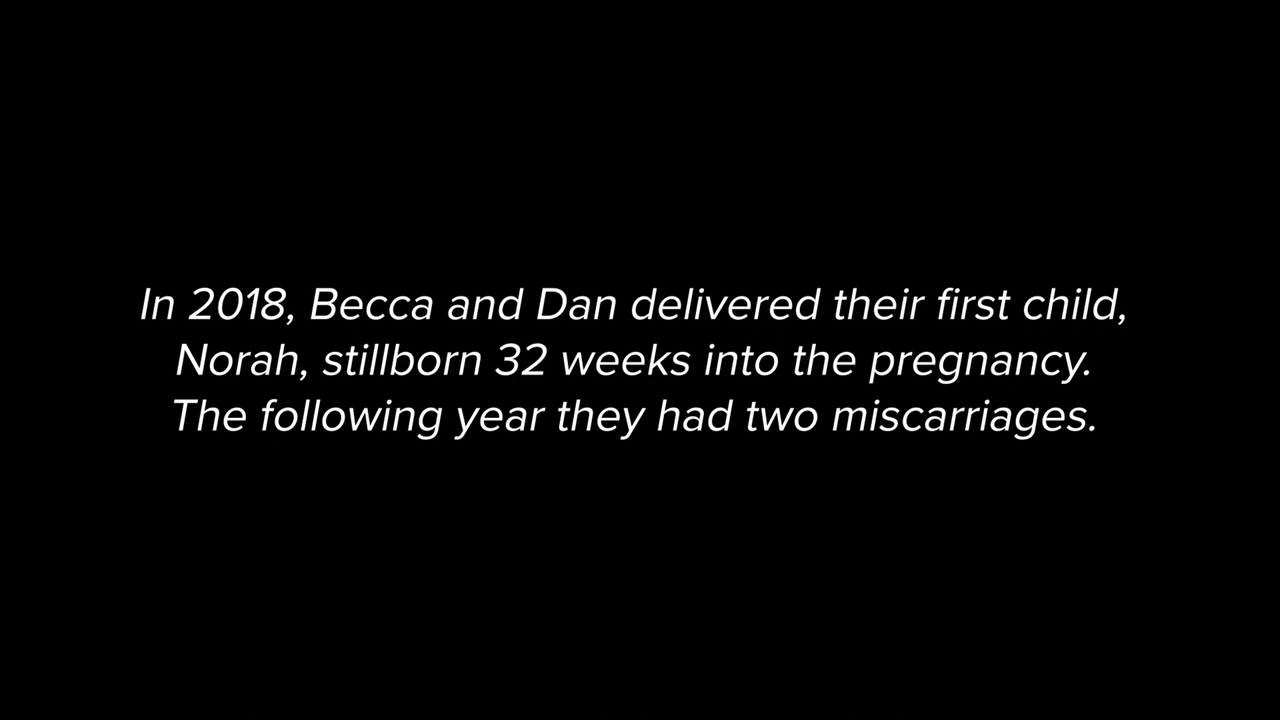 In 2018, Becca and Dan delivered their first child,
Norah, stillborn 32 weeks into the pregnancy.
The following year they had two miscarriages.